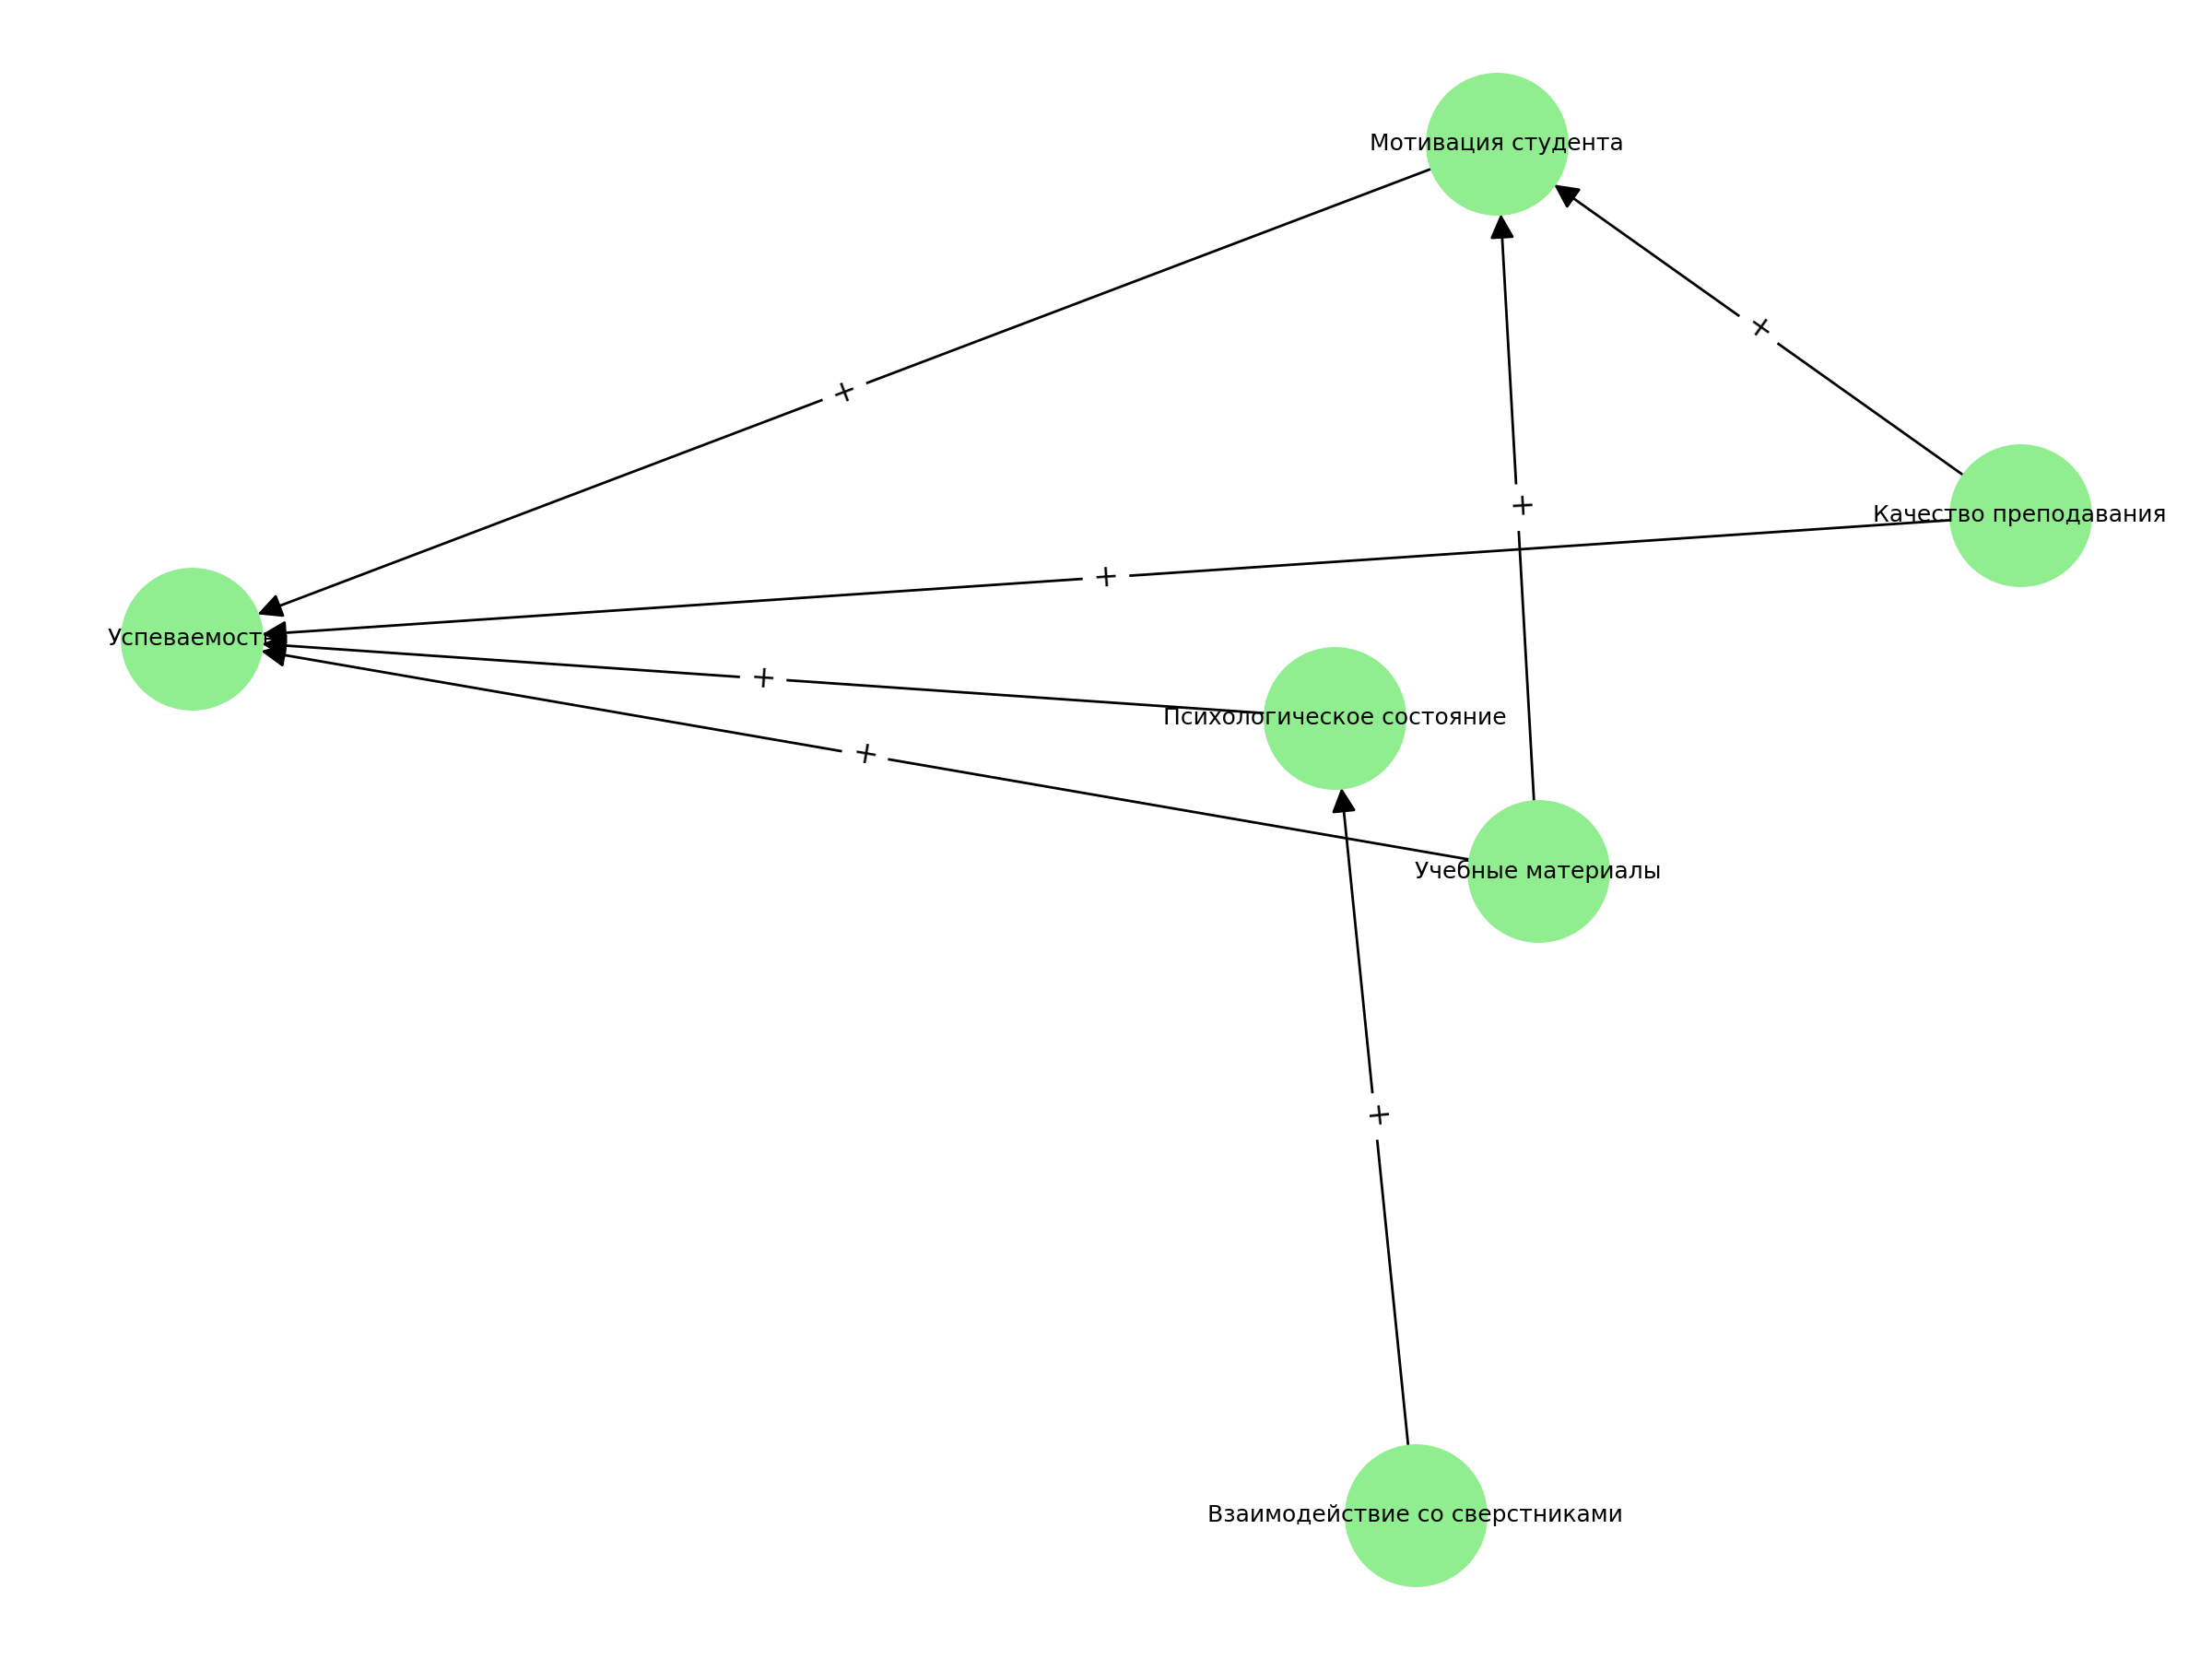 Мотивация студента
+
+
+
Качество преподавания
+
Успеваемость
+
Психологическое состояние
+
Учебные материалы
+
Взаимодействие со сверстниками